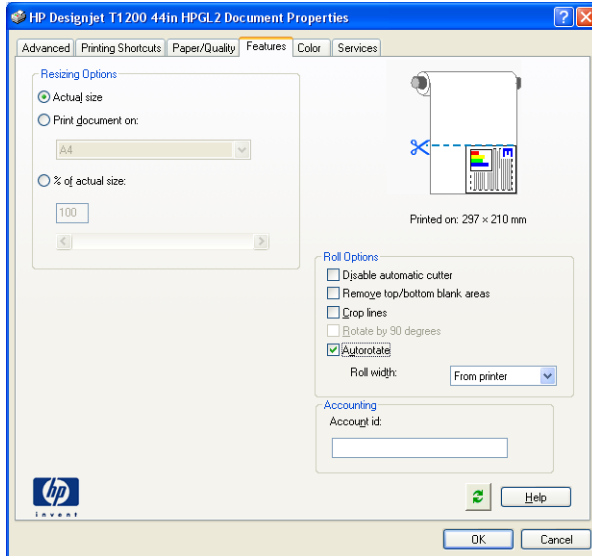 HP Designjet T1200 44in HPGL2 Document Properties
Advanced
Printing Shortcuts
Paper/Quality
Features
Color
Services
Resizing Options
Actual size
Print document on:
A4
% of actual size:
100
Printed on: 297 × 210 mm
Roll Options
Disable automatic cutter
Remove top/bottom blank areas
Crop lines
Rotate by 90 degrees
Autorotate
Roll width:
From printer
Accounting
Account id:
hp
invent
Help
OK
Cancel